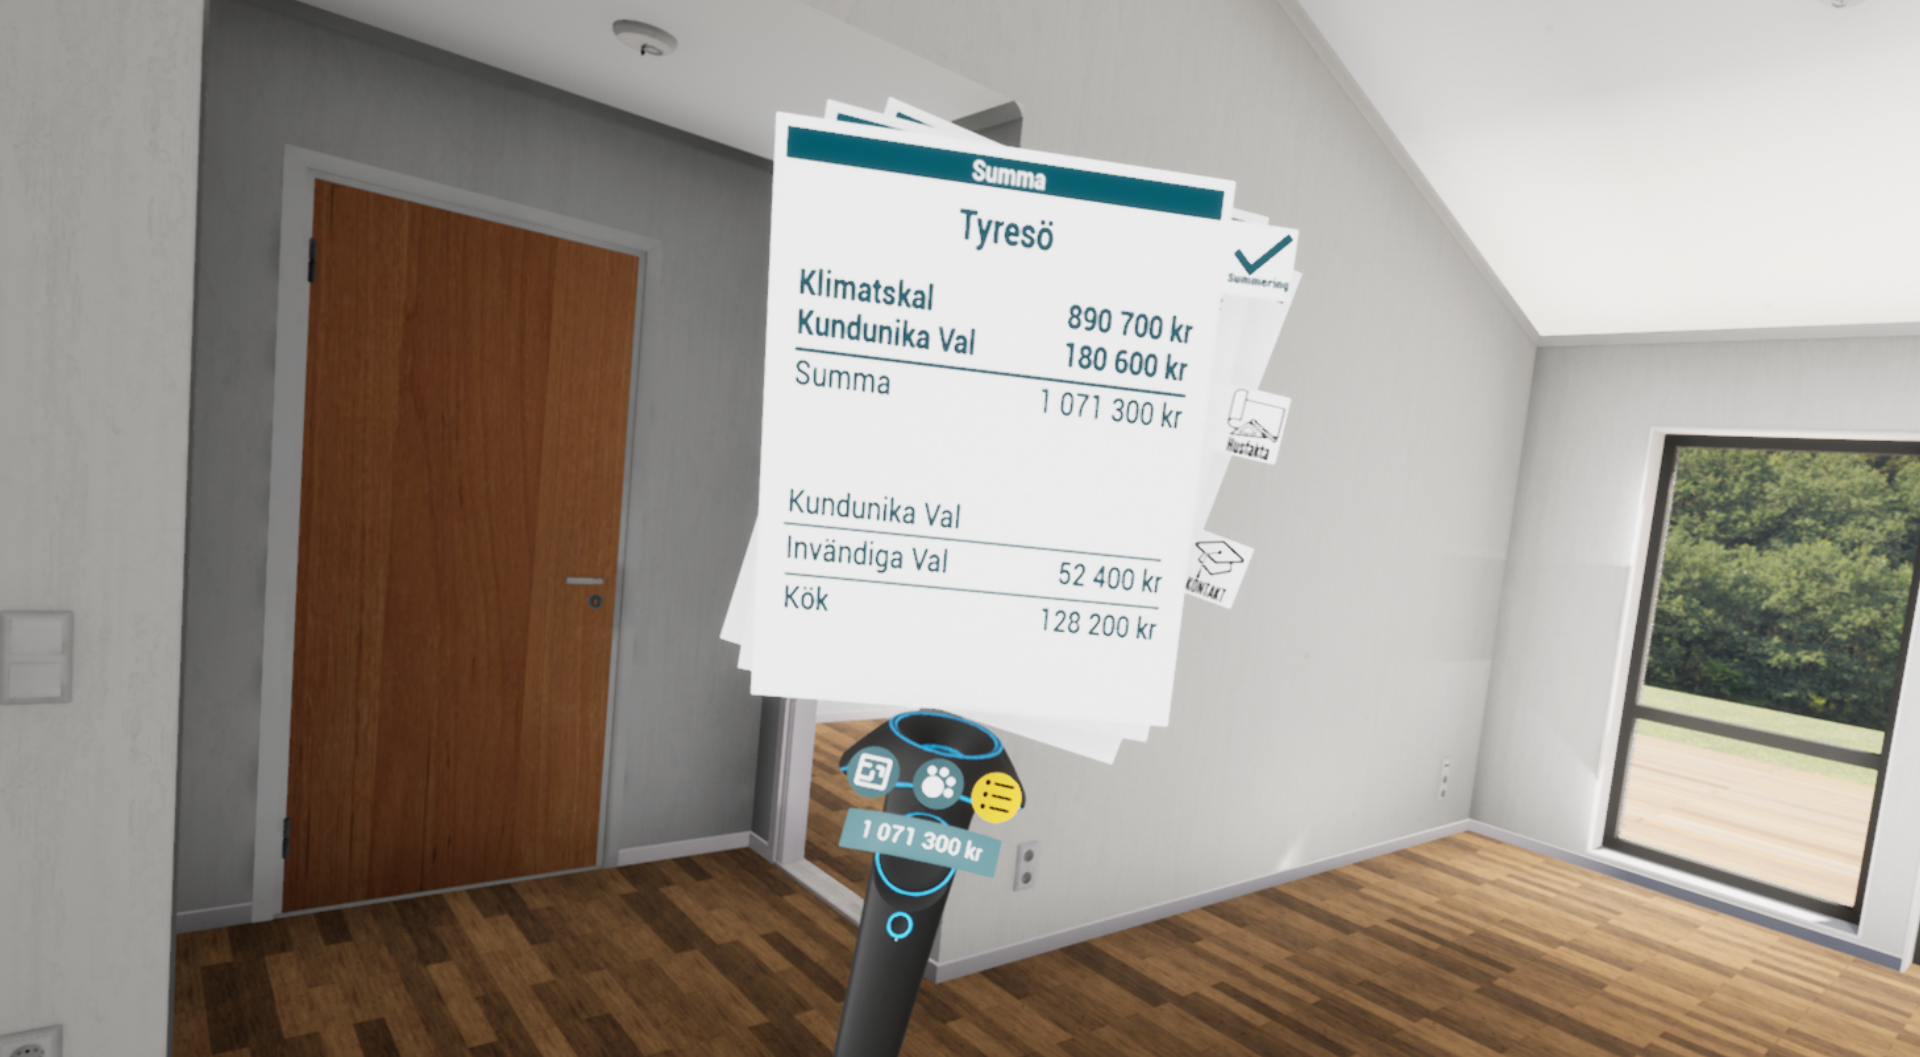 Summa
Tyresö
Klimatskal 890 700 kr
Kundunika Val 180 600 kr
Summa 1 071 300 kr
Kundunika Val
Invändiga Val 52 400 kr
Kök 128 200 kr
Summering
Husfakta
KONTAKT
1 071 300 kr